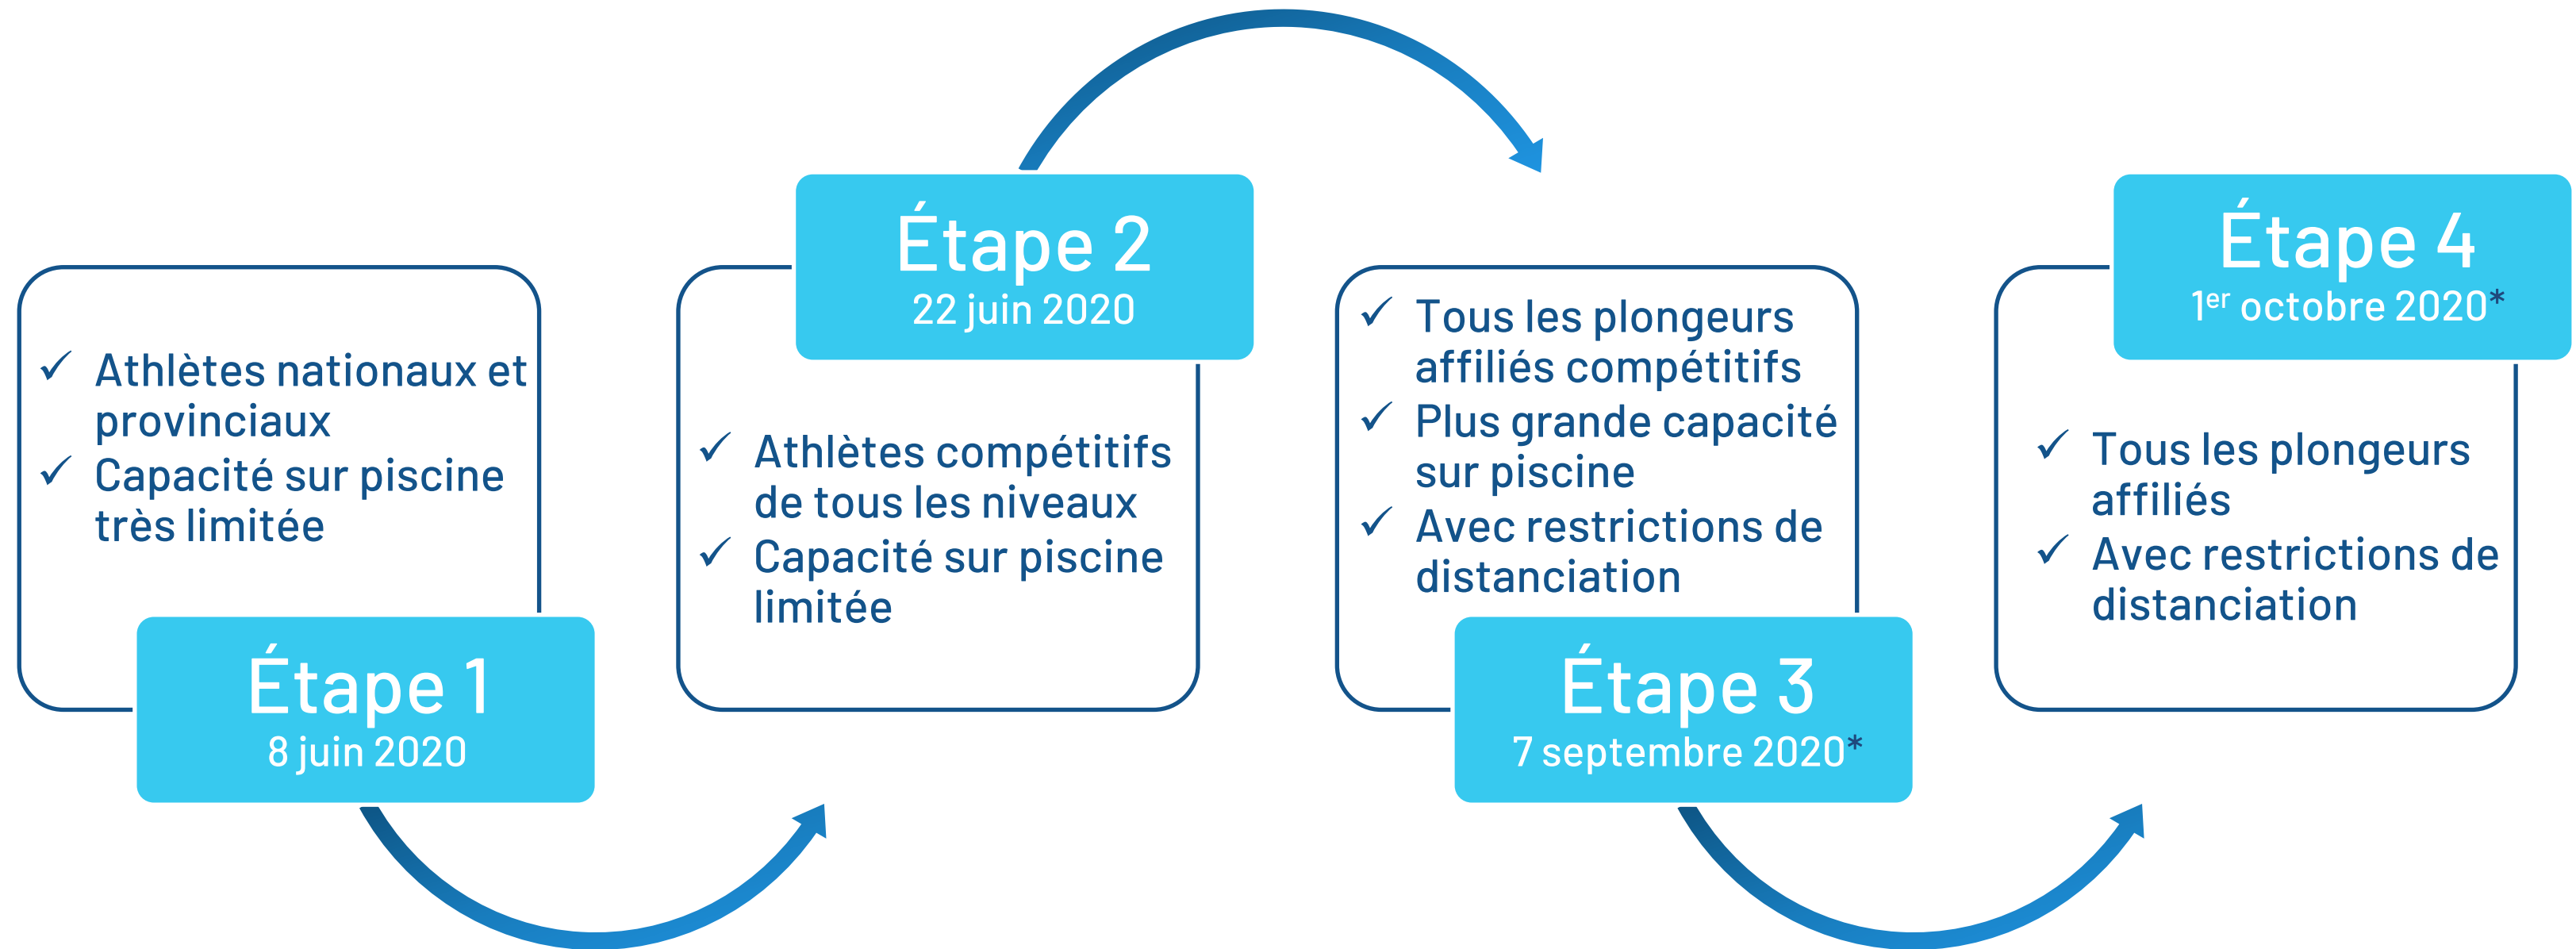 ✓ Athlètes nationaux et
provinciaux
✓ Capacité sur piscine
très limitée
Étape 1
8 juin 2020
Étape 2
22 juin 2020
✓ Athlètes compétitifs
de tous les niveaux
✓ Capacité sur piscine
limitée
✓ Tous les plongeurs
affiliés compétitifs
✓ Plus grande capacité
sur piscine
✓ Avec restrictions de
distanciation
Étape 3
7 septembre 2020*
Étape 4
1er octobre 2020*
✓ Tous les plongeurs
affiliés
✓ Avec restrictions de
distanciation